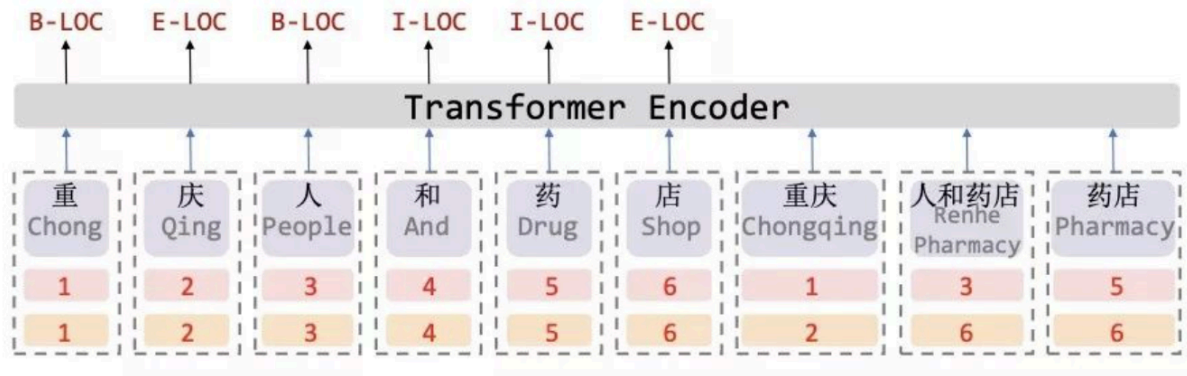 B-LOC E-LOC B-LOC I-LOC I-LOC E-LOC
Transformer Encoder
重 庆 人 和 药 店 重庆 人和药店 药店
Chong Qing People And Drug Shop Chongqing Renhe Pharmacy Pharmacy
1 2 3 4 5 6 1 3 5
1 2 3 4 5 6 2 6 6